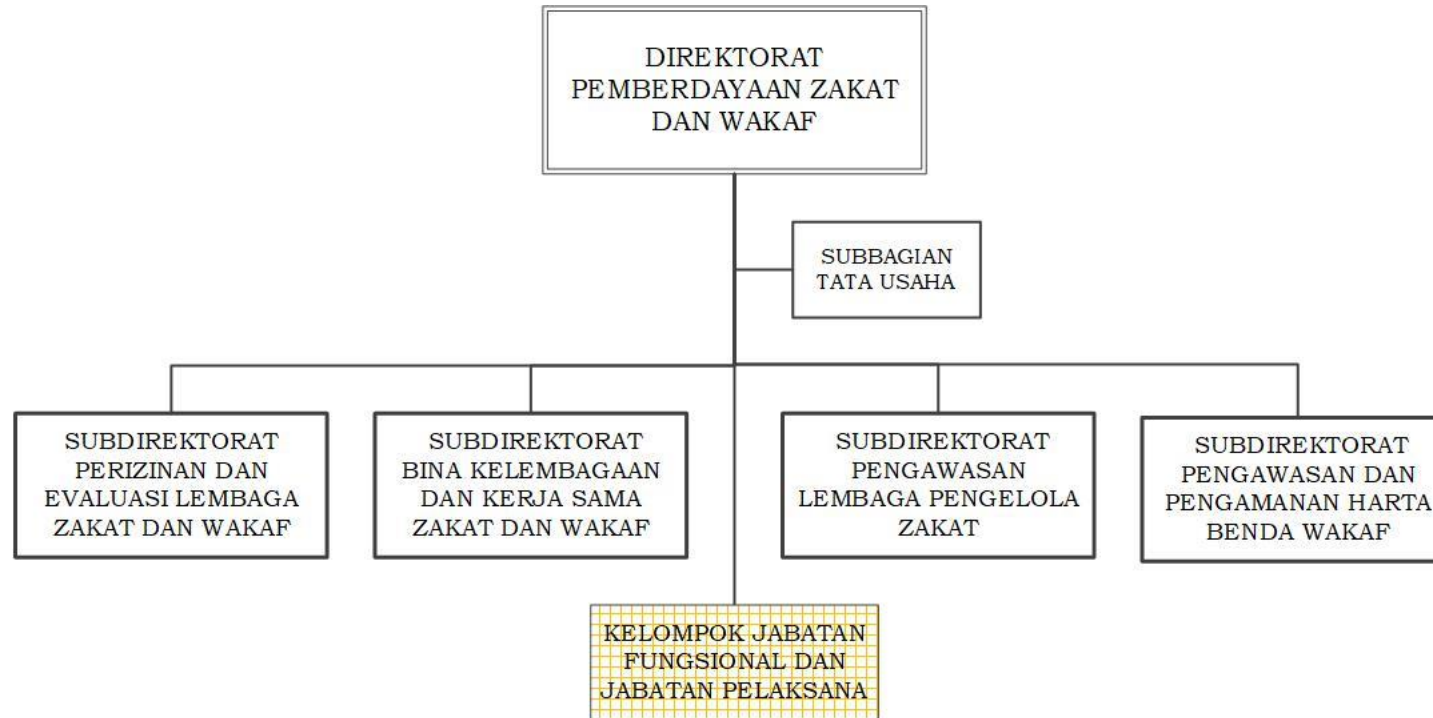 DIREKTORAT
PEMBERDAYAAN ZAKAT
DAN WAKAF
SUBBAGIAN
TATA USAHA
SUBDIREKTORAT
PERIZINAN DAN
EVALUASI LEMBAGA
ZAKAT DAN WAKAF
SUBDIREKTORAT
BINA KELEMBAGAAN
DAN KERJA SAMA
ZAKAT DAN WAKAF
SUBDIREKTORAT
PENGAWASAN
LEMBAGA PENGELOLA
ZAKAT
SUBDIREKTORAT
PENGAWASAN DAN
PENGAMANAN HARTA
BENDA WAKAF
KELOMPOK JABATAN
FUNGSIONAL DAN
JABATAN PELAKSANA